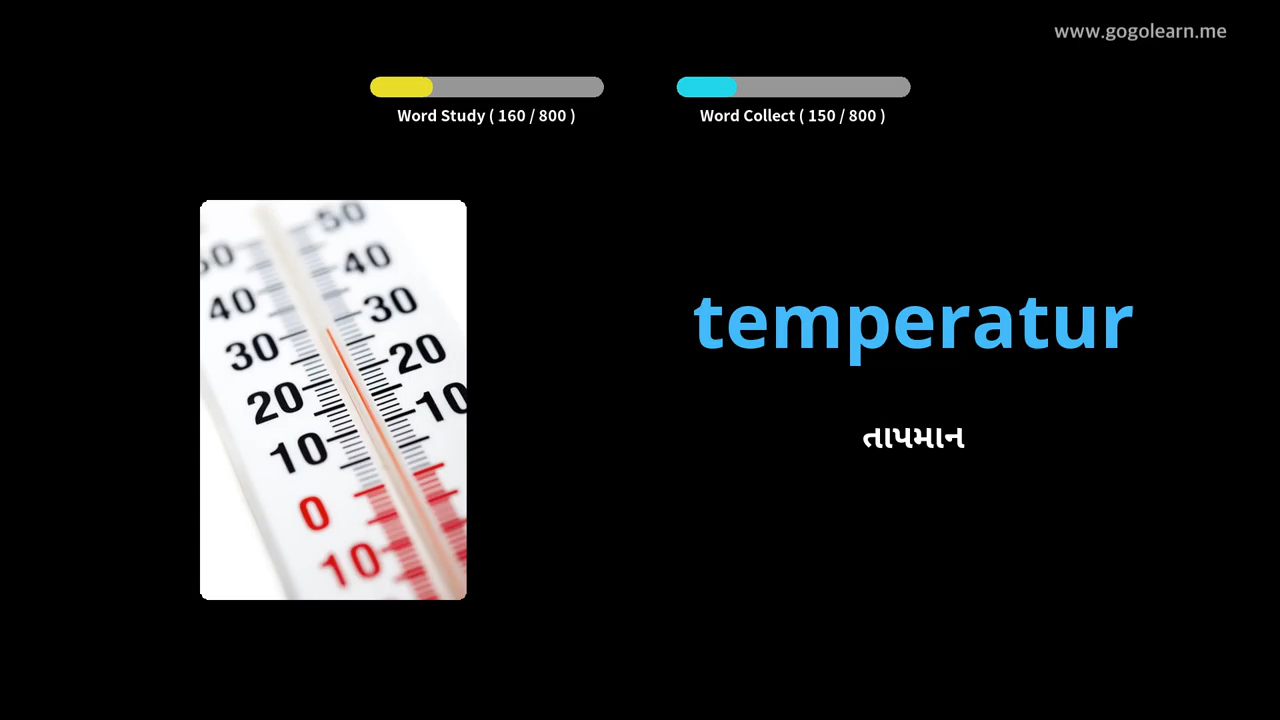 www.gogolearn.me
Word Study ( 160 / 800 )
Word Collect ( 150 / 800 )
50
40
30
20
10
40
30
20
10
0
10
temperatur
તાપમાન